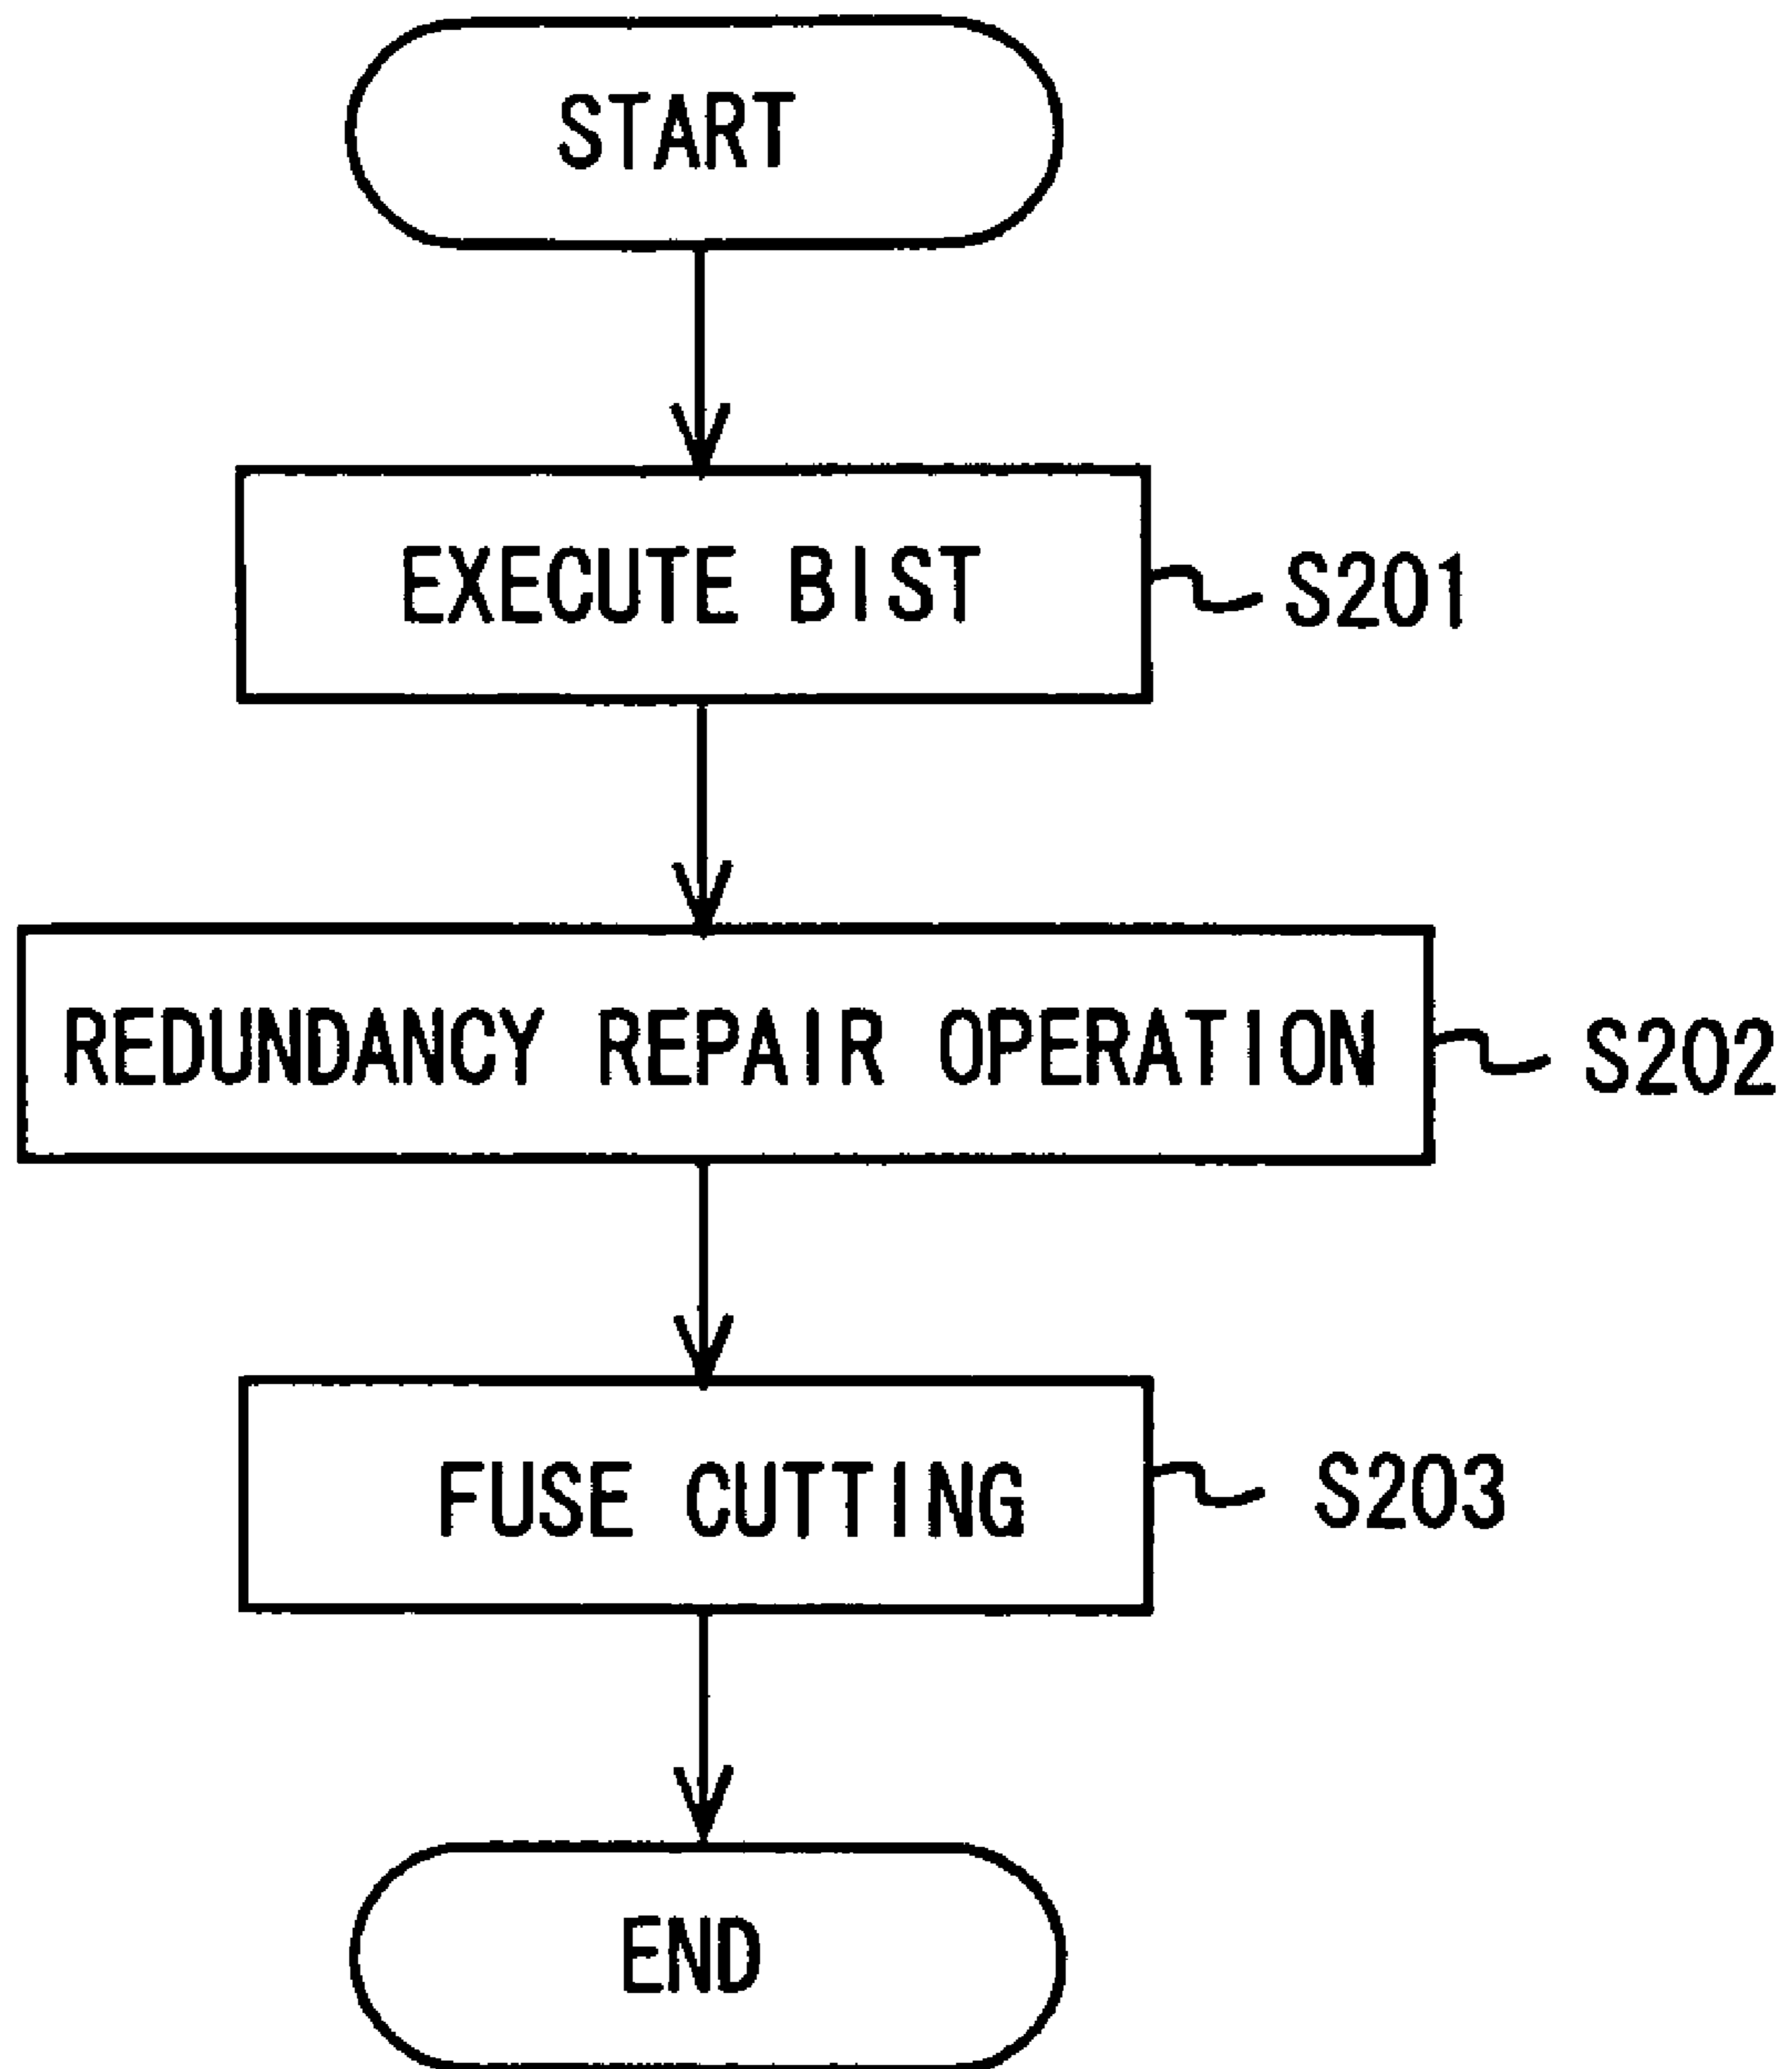 START
EXECUTE BIST
S201
REDUNDANCY REPAIR OPERATION
S202
FUSE CUTTING
S203
END